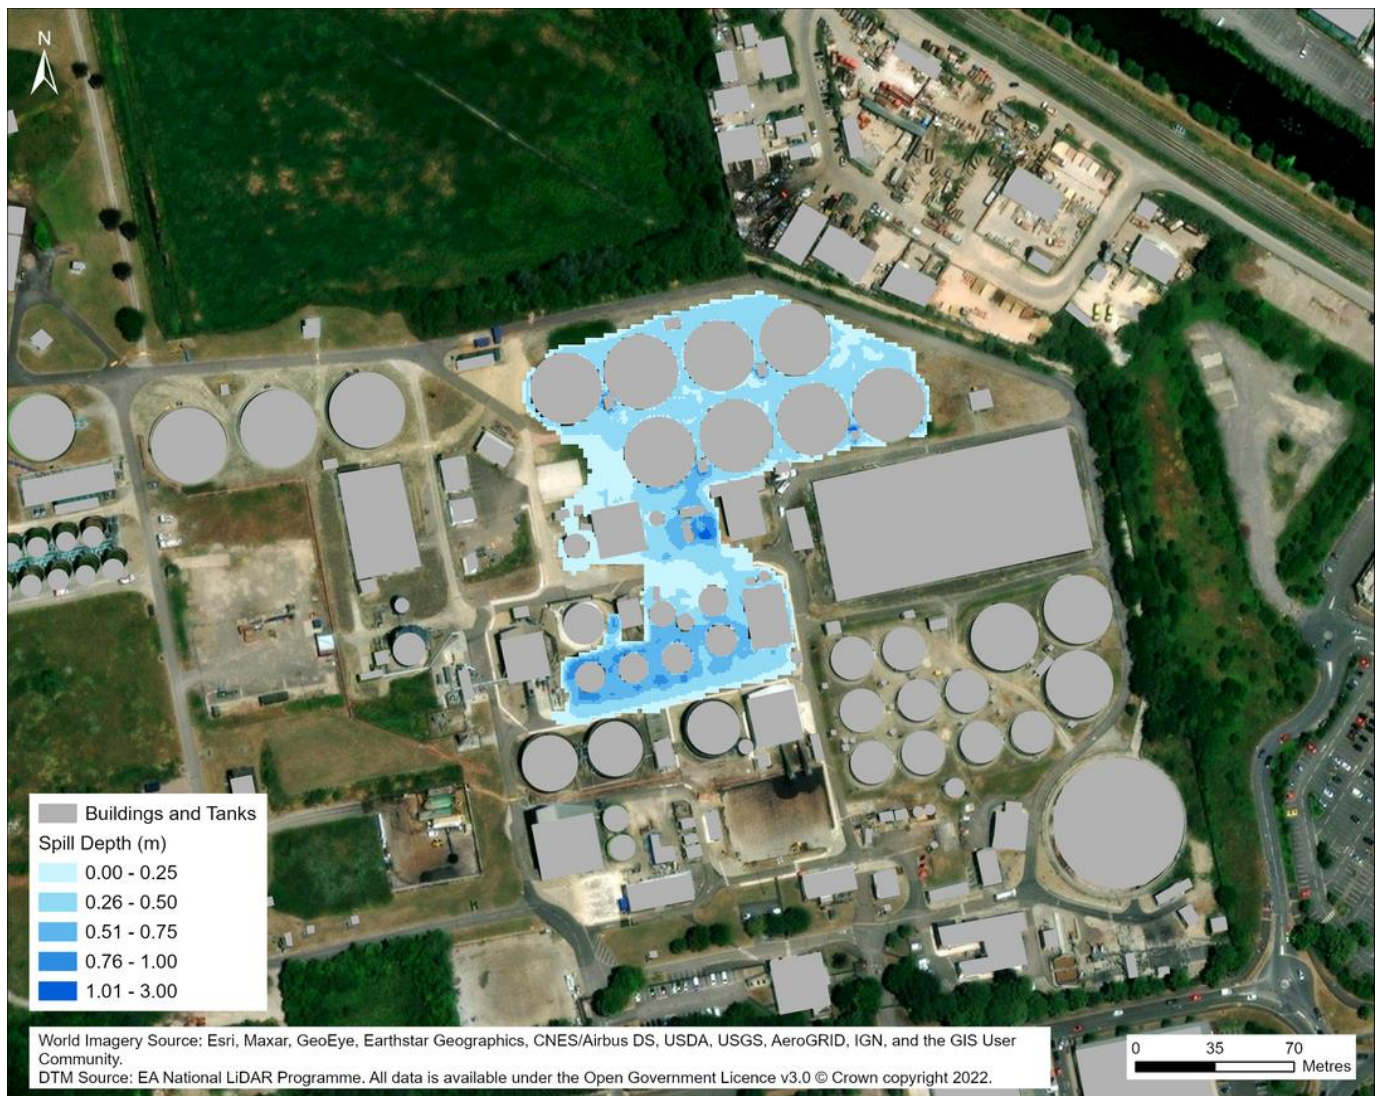 N
Buildings and Tanks
Spill Depth (m)
0.00 - 0.25
0.26 - 0.50
0.51 - 0.75
0.76 - 1.00
1.01 - 3.00
World Imagery Source: Esri, Maxar, GeoEye, Earthstar Geographics, CNES/Airbus DS, USDA, USGS, AeroGRID, IGN, and the GIS User
Community.
DTM Source: EA National LiDAR Programme. All data is available under the Open Government Licence v3.0 © Crown copyright 2022.
0 35 70
Metres